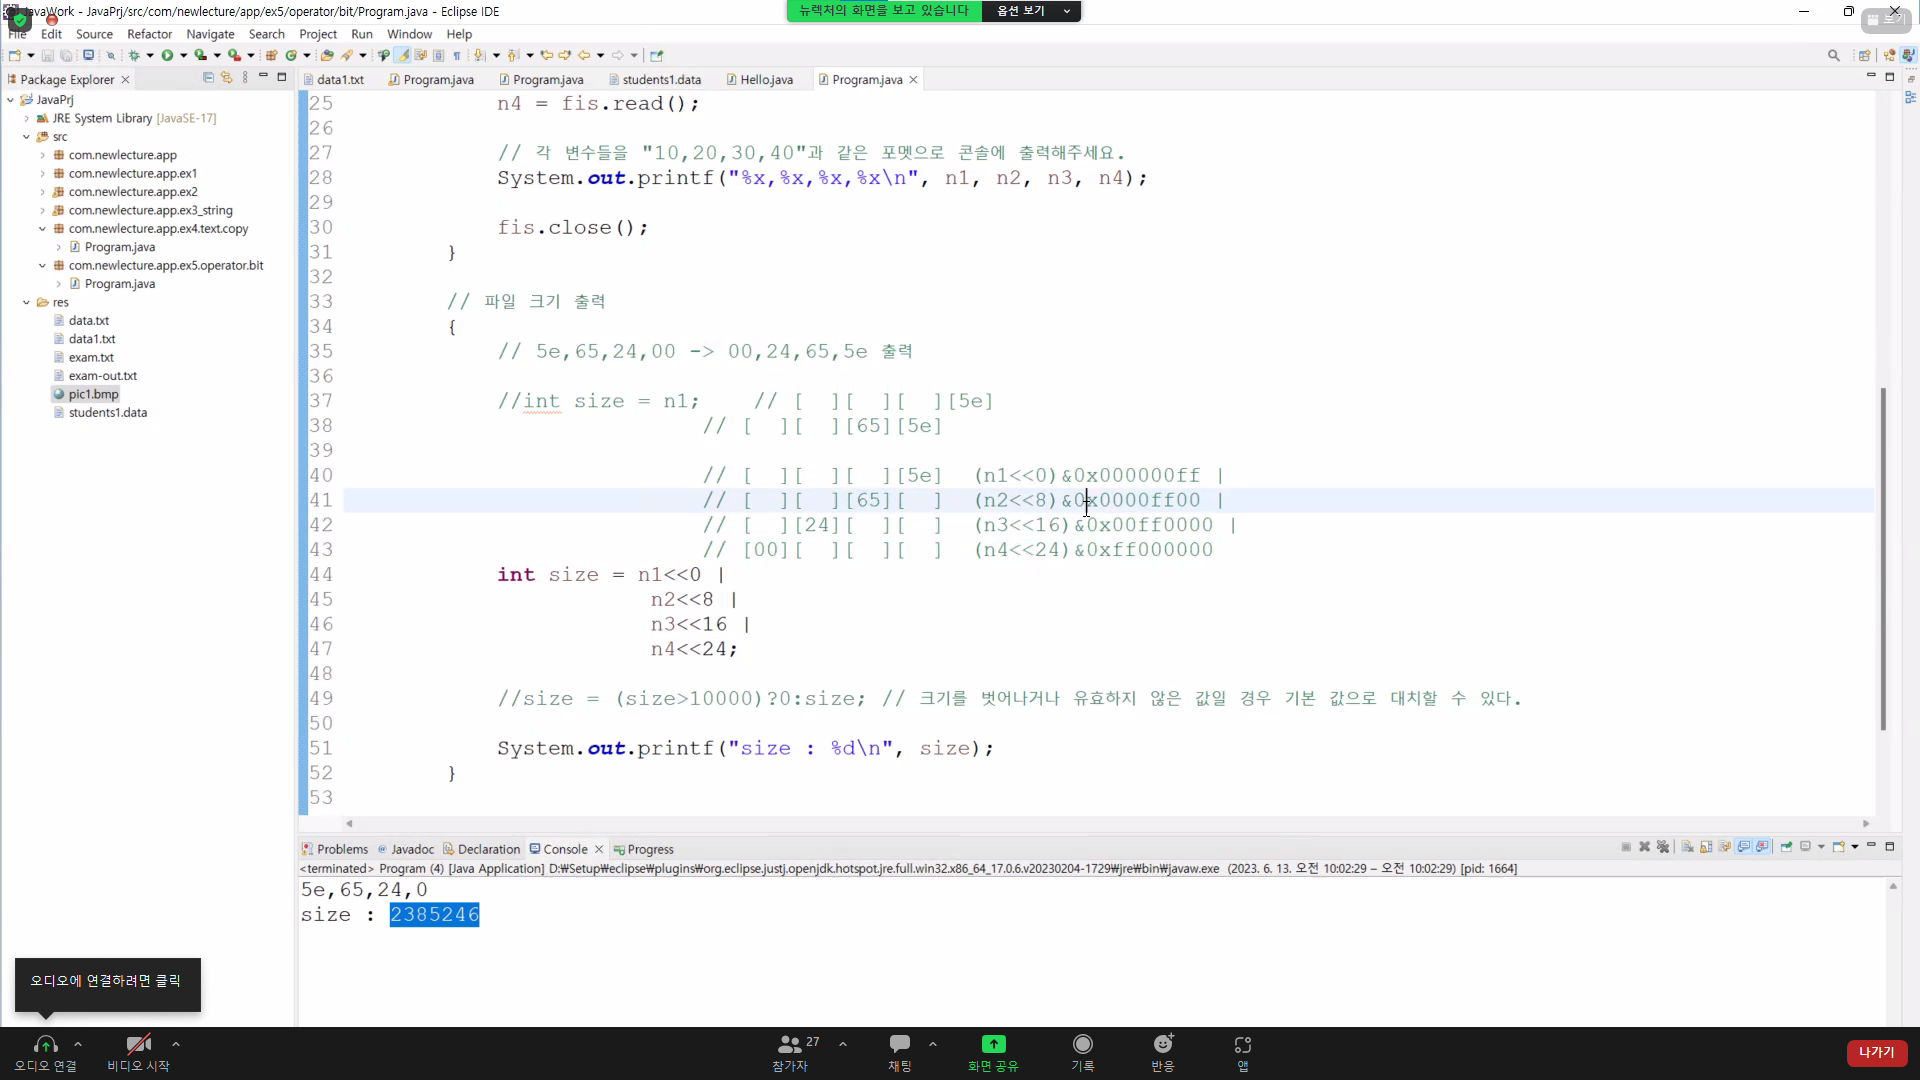 JavaWork - JavaPrj/src/com/newlecture/app/ex5/operator/bit/Program.java - Eclipse IDE
뉴렉처의 화면을 보고 있습니다 옵션 보기
보기
File Edit Source Refactor Navigate Search Project Run Window Help
Package Explorer
data1.txt Program.java Program.java students1.data Hello.java Program.java
JavaPrj
JRE System Library [JavaSE-17]
src
com.newlecture.app
com.newlecture.app.ex1
com.newlecture.app.ex2
com.newlecture.app.ex3_string
com.newlecture.app.ex4.text.copy
Program.java
com.newlecture.app.ex5.operator.bit
Program.java
res
data.txt
data1.txt
exam.txt
exam-out.txt
pic1.bmp
students1.data
25 n4 = fis.read();
26
27 // 각 변수들을 "10,20,30,40"과 같은 포멧으로 콘솔에 출력해주세요.
28 System.out.printf("%x,%x,%x,%x\n", n1, n2, n3, n4);
29
30 fis.close();
31 }
32
33 // 파일 크기 출력
34 {
35 // 5e,65,24,00 -> 00,24,65,5e 출력
36
37 //int size = n1; // [  ][  ][  ][5e]
38 // [  ][  ][65][5e]
39
40 // [  ][  ][  ][5e] (n1<<0)&0x000000ff |
41 // [  ][  ][65][  ] (n2<<8)&0x0000ff00 |
42 // [  ][24][  ][  ] (n3<<16)&0x00ff0000 |
43 // [00][  ][  ][  ] (n4<<24)&0xff000000
44 int size = n1<<0 |
45 n2<<8 |
46 n3<<16 |
47 n4<<24;
48
49 //size = (size>10000)?0:size; // 크기를 벗어나거나 유효하지 않은 값일 경우 기본 값으로 대치할 수 있다.
50
51 System.out.printf("size : %d\n", size);
52 }
53
Problems Javadoc Declaration Console Progress
<terminated> Program (4) [Java Application] D:₩Setup₩eclipse₩plugins₩org.eclipse.justj.openjdk.hotspot.jre.full.win32.x86_64_17.0.6.v20230204-1729₩jre₩bin₩javaw.exe (2023. 6. 13. 오전 10:02:29 – 오전 10:02:29) [pid: 1664]
5e,65,24,0
size : 2385246
오디오에 연결하려면 클릭
오디오 연결 비디오 시작 27 참가자 채팅 화면 공유 기록 반응 앱 나가기